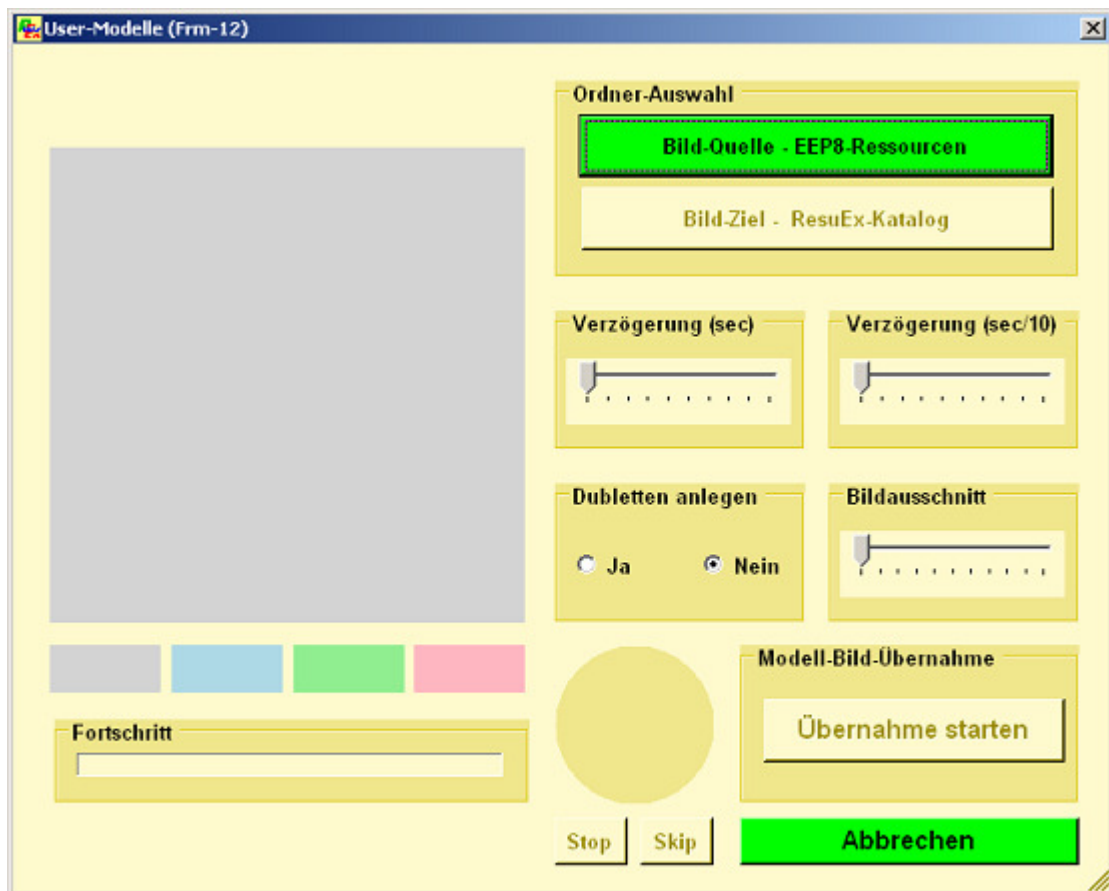 User-Modelle (Frm-12)
Ordner-Auswahl
Bild-Quelle - EEP8-Ressourcen
Bild-Ziel - ResuEx-Katalog
Verzögerung (sec)
Verzögerung (sec/10)
Dubletten anlegen
Bildausschnitt
Ja
Nein
Modell-Bild-Übernahme
Übernahme starten
Fortschritt
Stop
Skip
Abbrechen